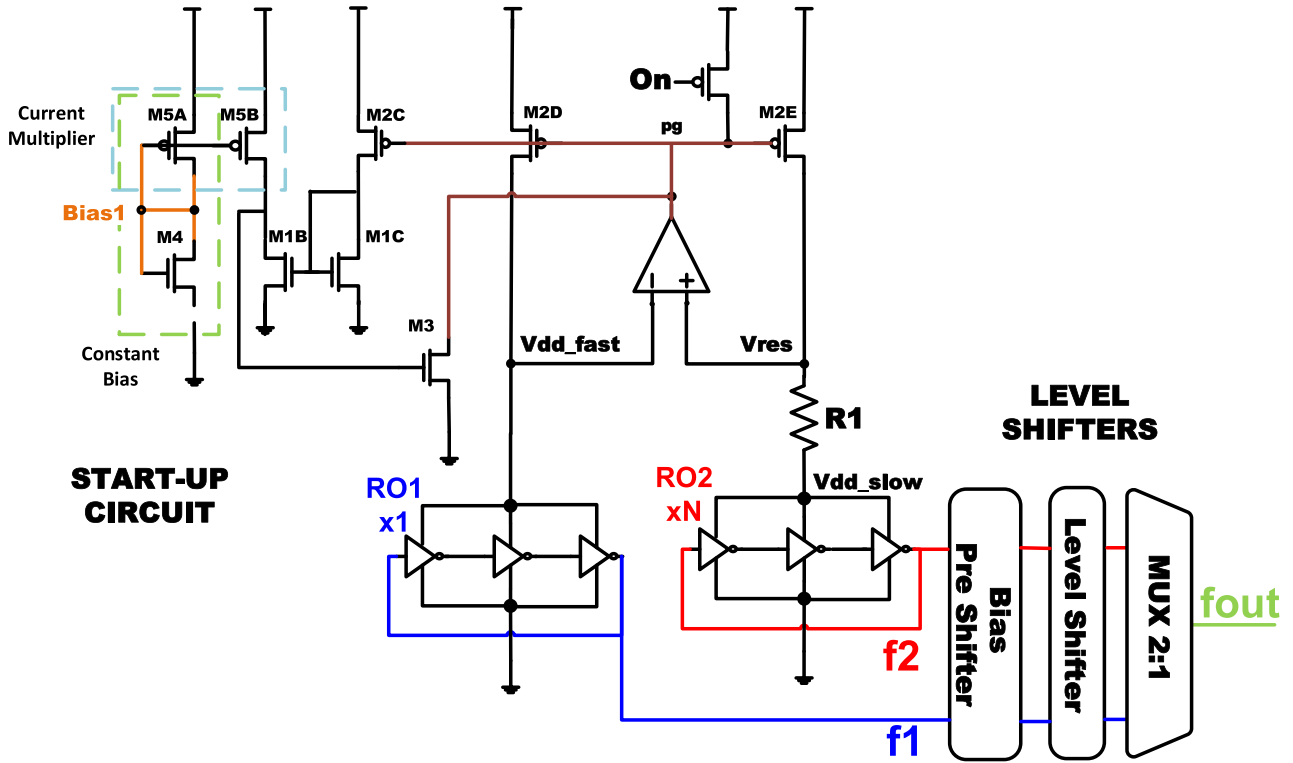 On
M5A
M5B
M2C
M2D
M2E
Current
Multiplier
pg
Bias1
M4
M1B
M1C
M3
Vdd_fast
Vres
- +
Constant
Bias
R1
LEVEL
SHIFTERS
START-UP
CIRCUIT
RO1
x1
RO2
xN
Vdd_slow
Bias
Pre Shifter
Level Shifter
MUX 2:1
fout
f2
f1